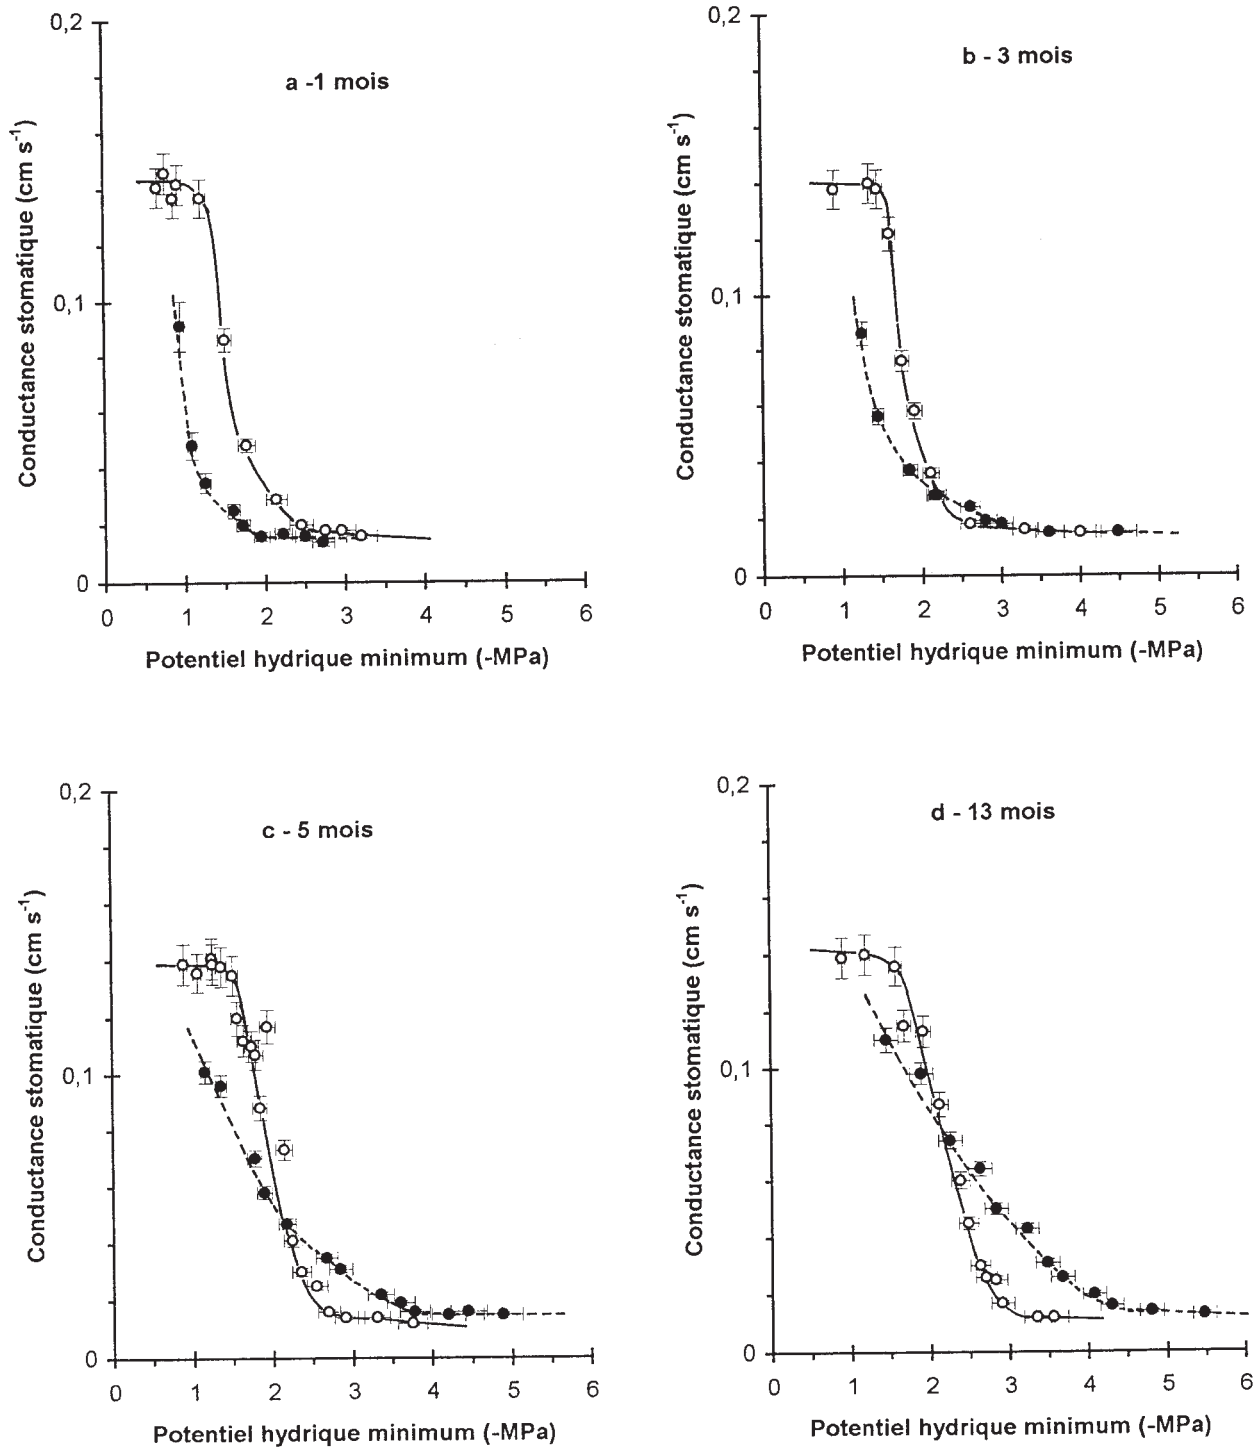 a -1 mois
0,2
0,1
0
Conductance stomatique (cm s⁻¹)
0 1 2 3 4 5 6
Potentiel hydrique minimum (-MPa)
b - 3 mois
0,2
0,1
0
Conductance stomatique (cm s⁻¹)
0 1 2 3 4 5 6
Potentiel hydrique minimum (-MPa)
c - 5 mois
0,2
0,1
0
Conductance stomatique (cm s⁻¹)
0 1 2 3 4 5 6
Potentiel hydrique minimum (-MPa)
d - 13 mois
0,2
0,1
0
Conductance stomatique (cm s⁻¹)
0 1 2 3 4 5 6
Potentiel hydrique minimum (-MPa)